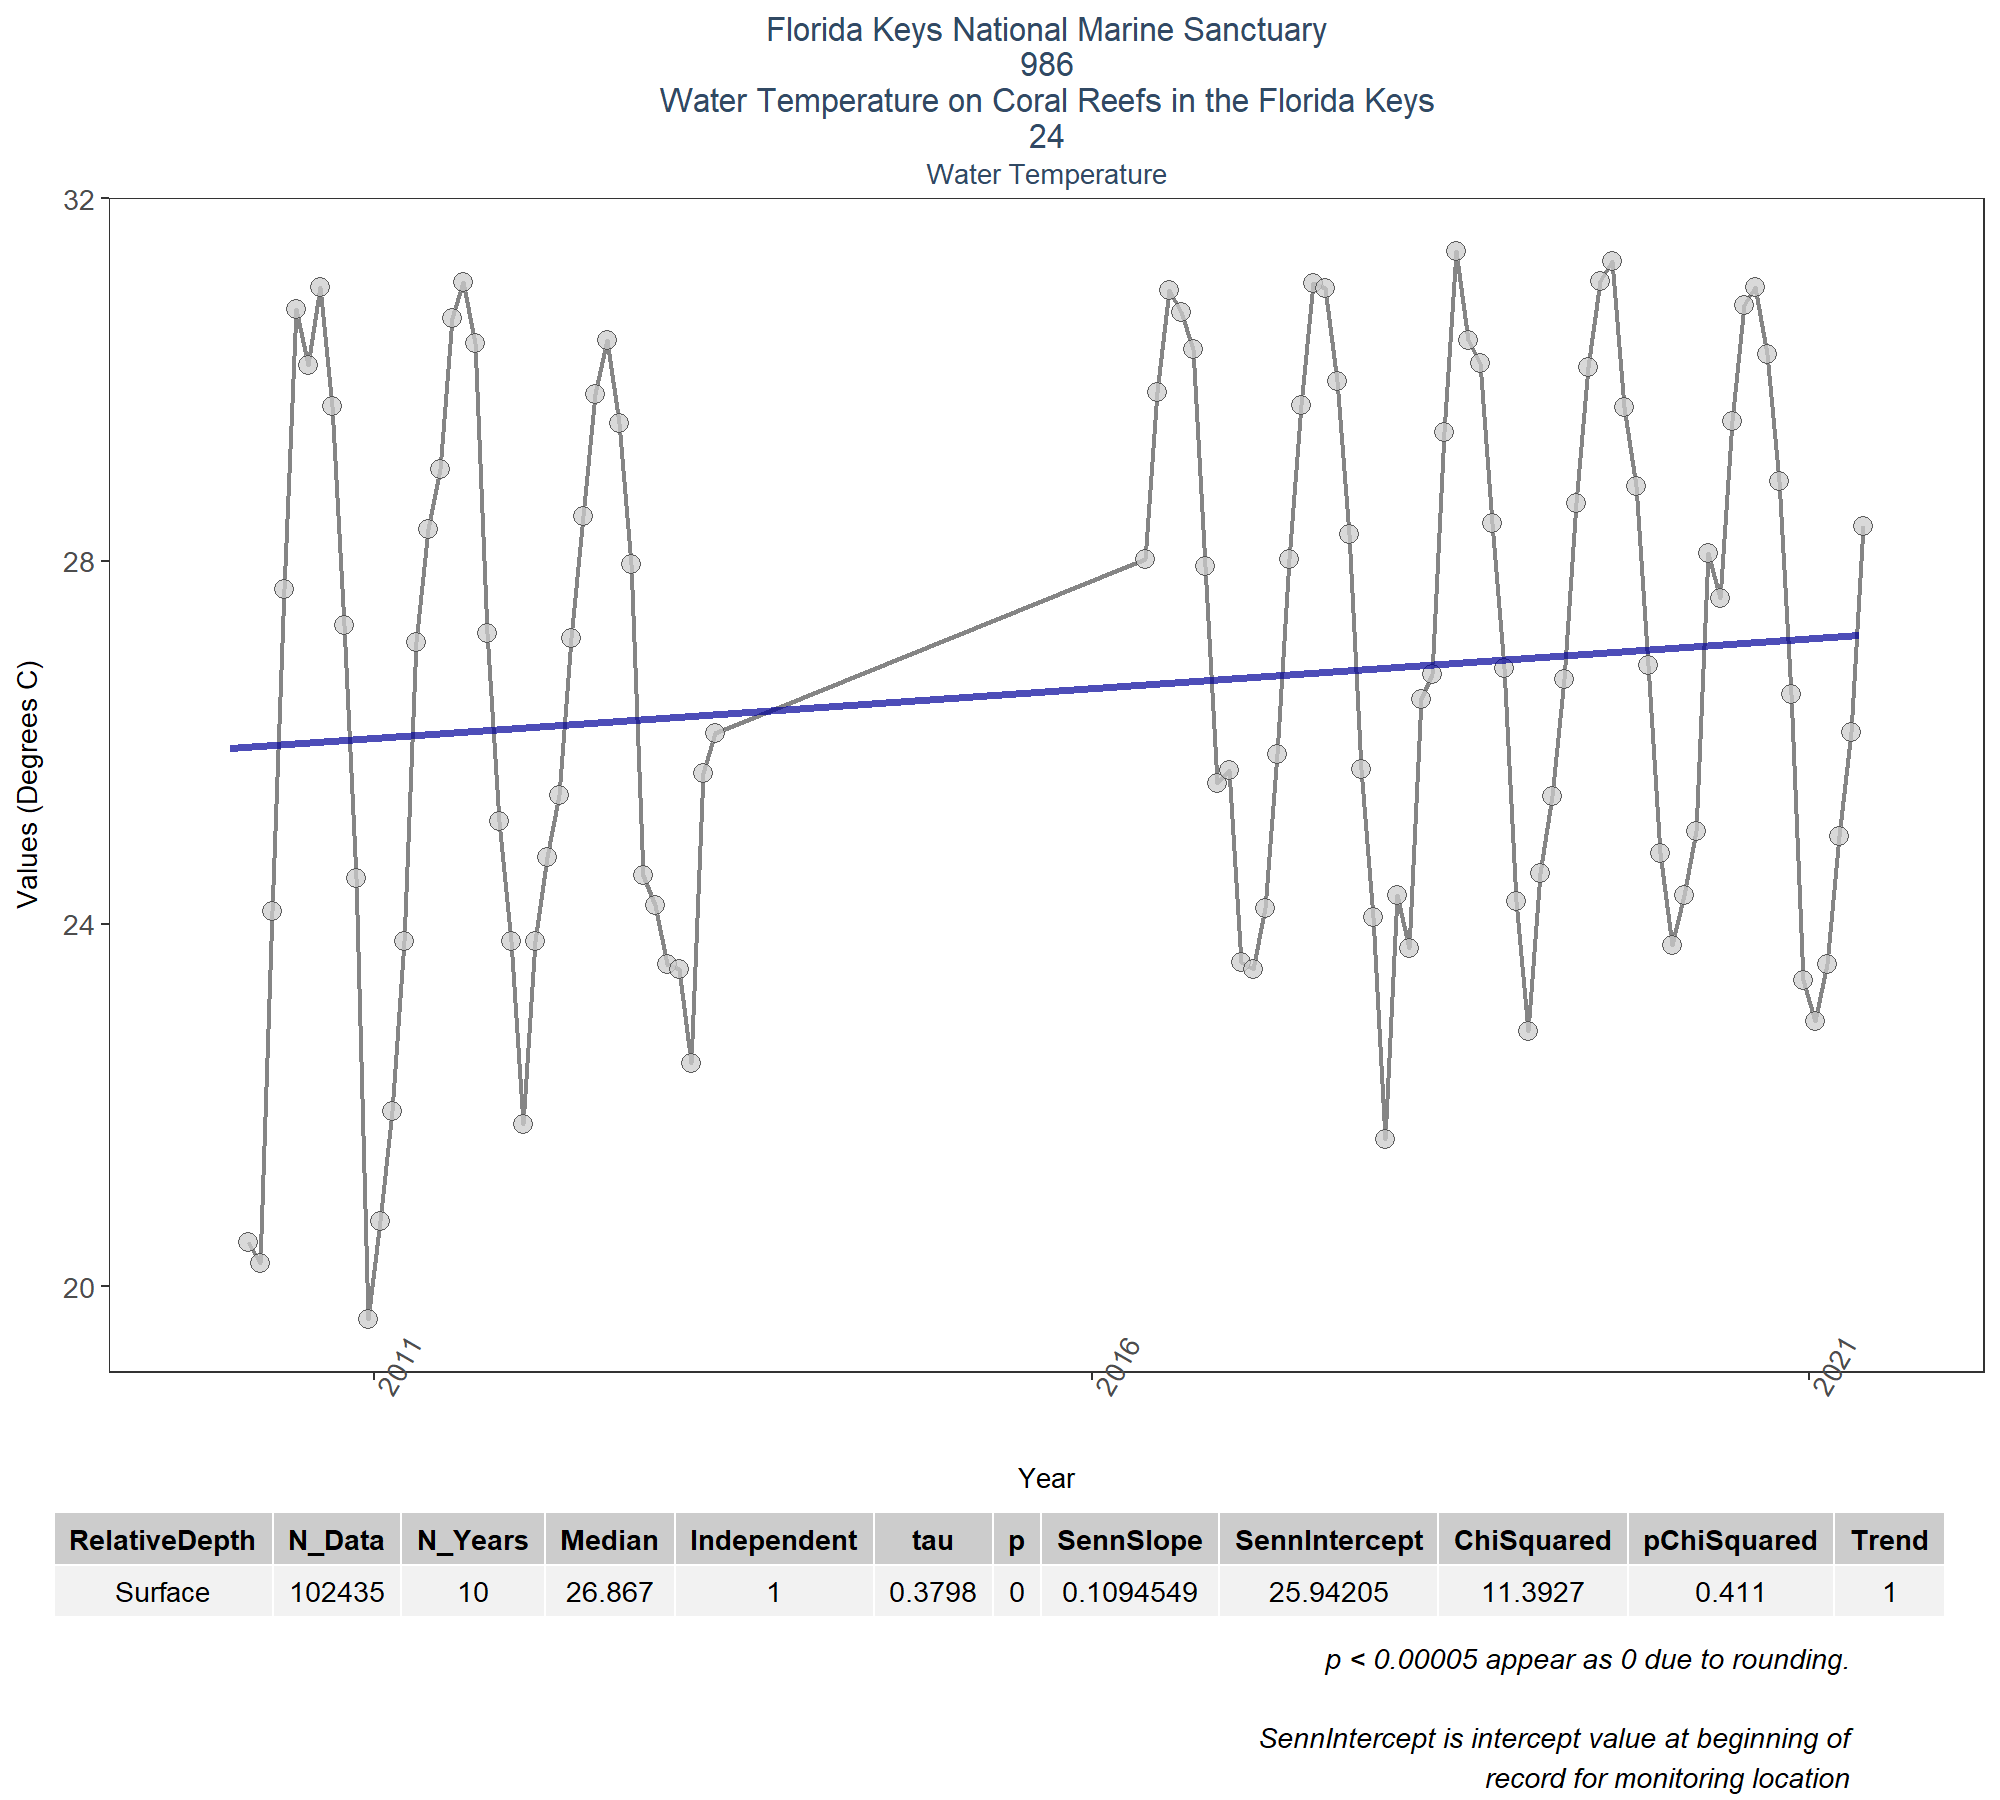 Florida Keys National Marine Sanctuary
986
Water Temperature on Coral Reefs in the Florida Keys
24
Water Temperature
32
28
24
20
Values (Degrees C)
2011 2016 2021
Year
RelativeDepth N_Data N_Years Median Independent tau p SennSlope SennIntercept ChiSquared pChiSquared Trend
Surface 102435 10 26.867 1 0.3798 0 0.1094549 25.94205 11.3927 0.411 1
p < 0.00005 appear as 0 due to rounding.
SennIntercept is intercept value at beginning of
record for monitoring location